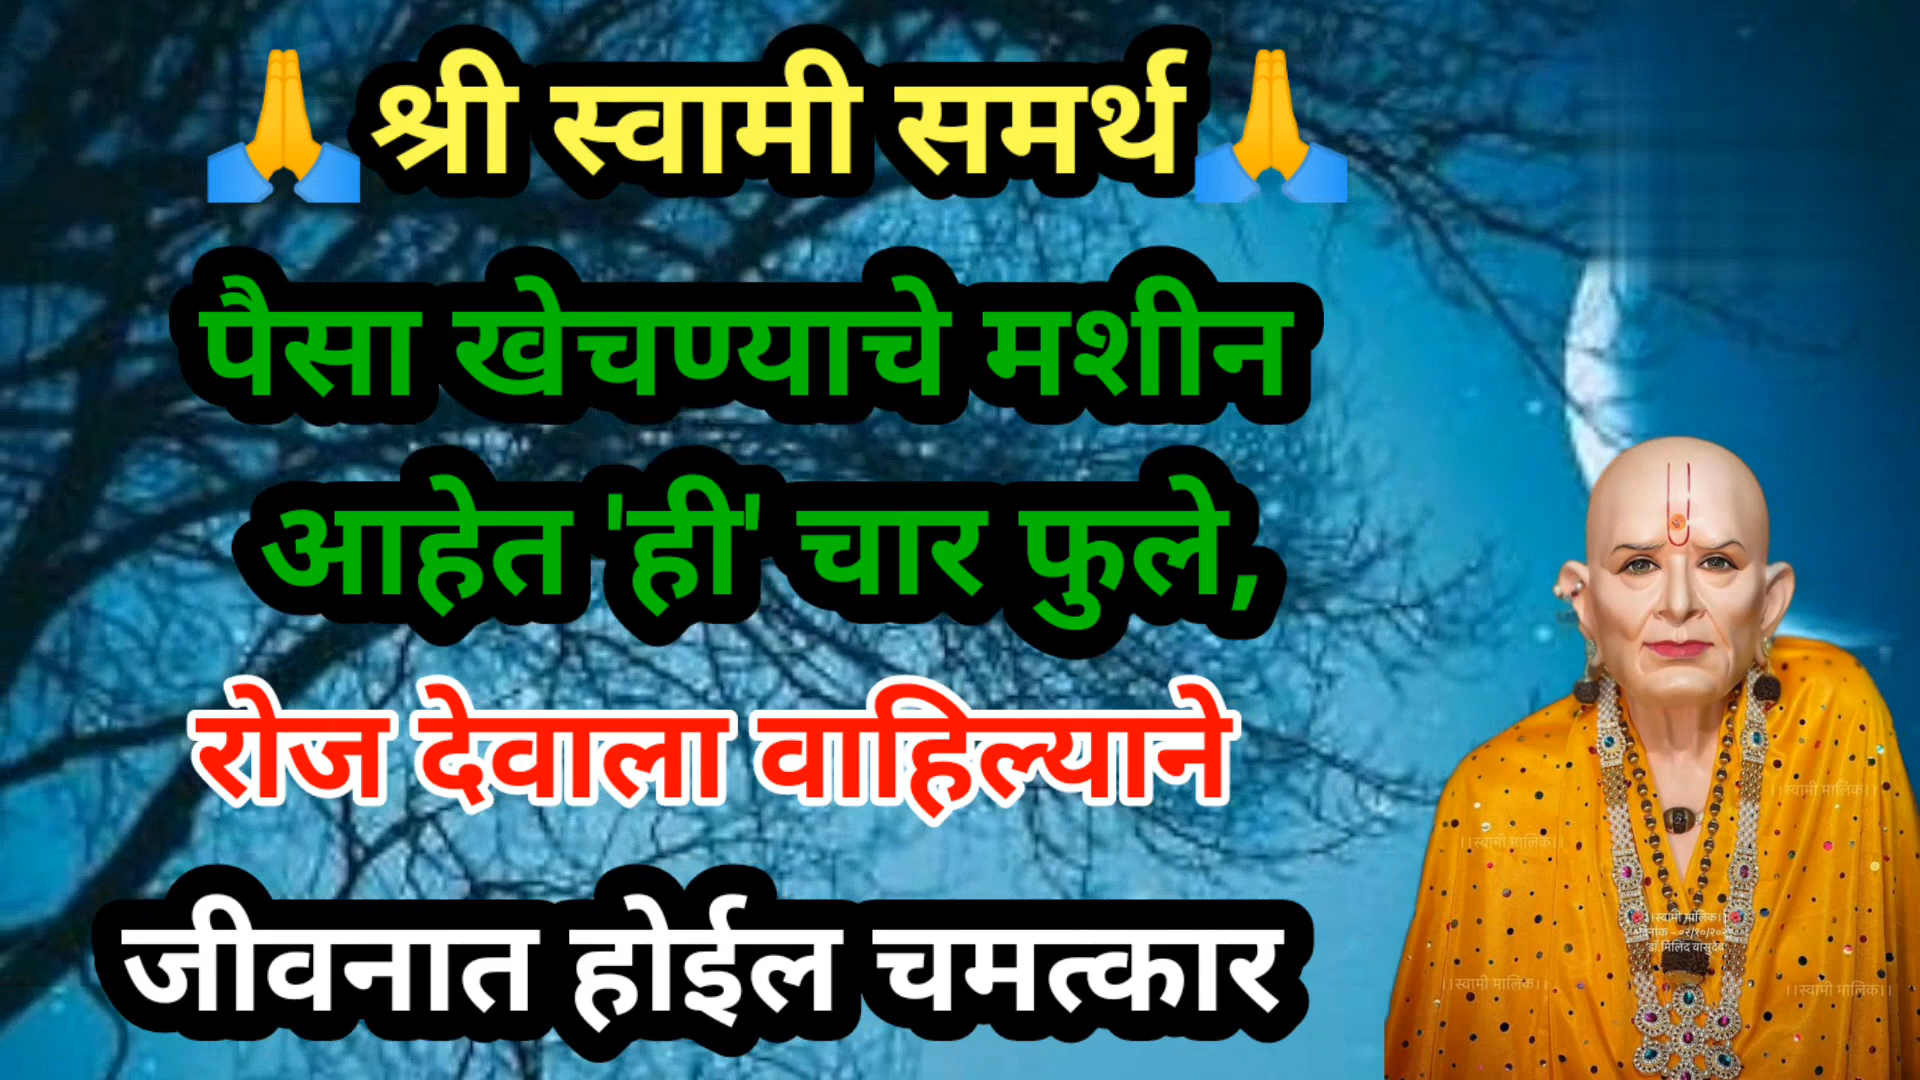 🙏श्री स्वामी समर्थ🙏
पैसा खेचण्याचे मशीन
आहेत 'ही' चार फुले,
रोज देवाला वाहिल्याने
जीवनात होईल चमत्कार
।।स्वामी मालिक।।
।।स्वामी मालिक।।
।।स्वामी मालिक।।
डॉ मिलिंद वासुदेव
।।स्वामी मालिक।।
।।स्वामी मालिक।।